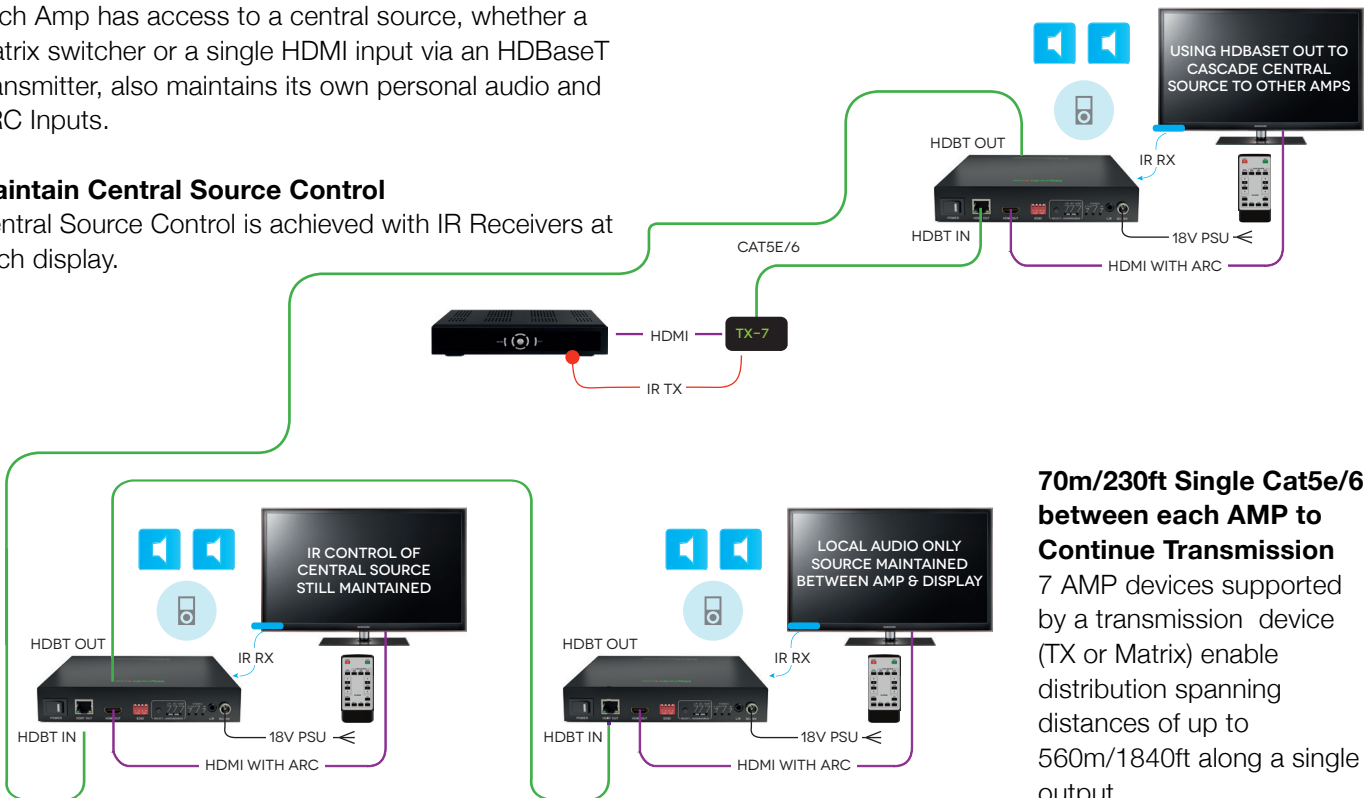 ch Amp has access to a central source, whether a
atrix switcher or a single HDMI input via an HDBaseT
ansmitter, also maintains its own personal audio and
RC Inputs.
aintain Central Source Control
entral Source Control is achieved with IR Receivers at
ch display.
USING HDBASET OUT TO
CASCADE CENTRAL
SOURCE TO OTHER AMPS
HDBT OUT
IR RX
HDBT IN
18V PSU
HDMI WITH ARC
CAT5E/6
HDMI
TX-7
IR TX
IR CONTROL OF
CENTRAL SOURCE
STILL MAINTAINED
HDBT OUT
IR RX
HDBT IN
18V PSU
HDMI WITH ARC
LOCAL AUDIO ONLY
SOURCE MAINTAINED
BETWEEN AMP & DISPLAY
HDBT OUT
IR RX
HDBT IN
18V PSU
HDMI WITH ARC
70m/230ft Single Cat5e/6
between each AMP to
Continue Transmission
7 AMP devices supported
by a transmission device
(TX or Matrix) enable
distribution spanning
distances of up to
560m/1840ft along a single
output